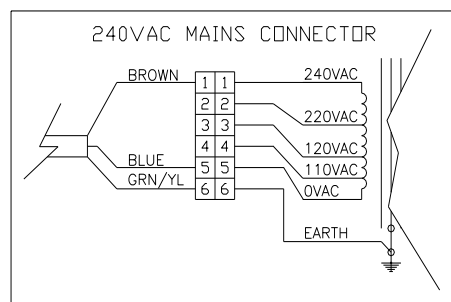 240VAC MAINS CONNECTOR
BROWN 1 1 240VAC
2 2 220VAC
3 3 120VAC
4 4 110VAC
BLUE 5 5 0VAC
GRN/YL 6 6
EARTH